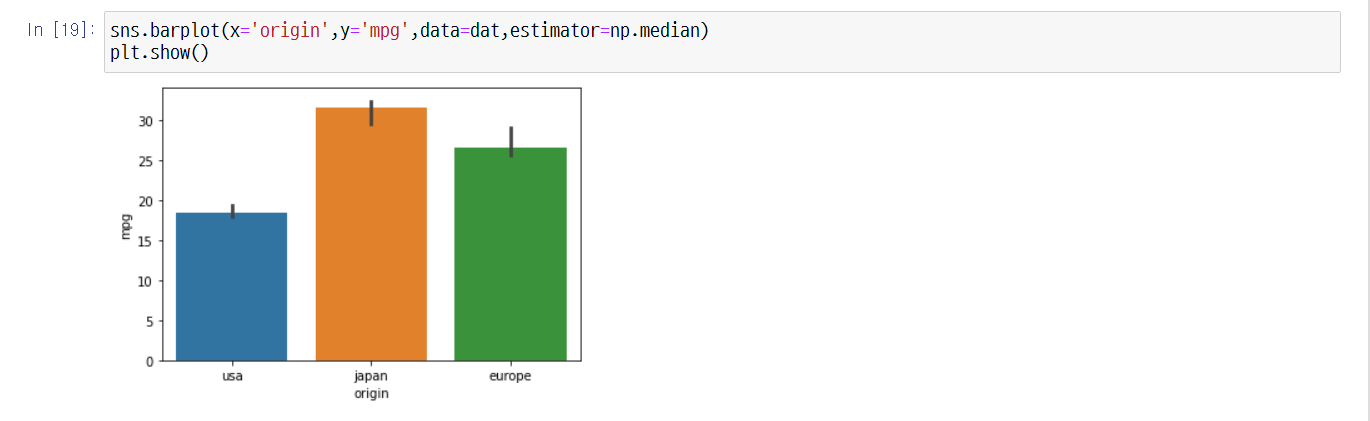 In [19]: sns.barplot(x='origin',y='mpg',data=dat,estimator=np.median)
plt.show()
30
25
20
15
10
5
0
mpg
usa japan europe
origin